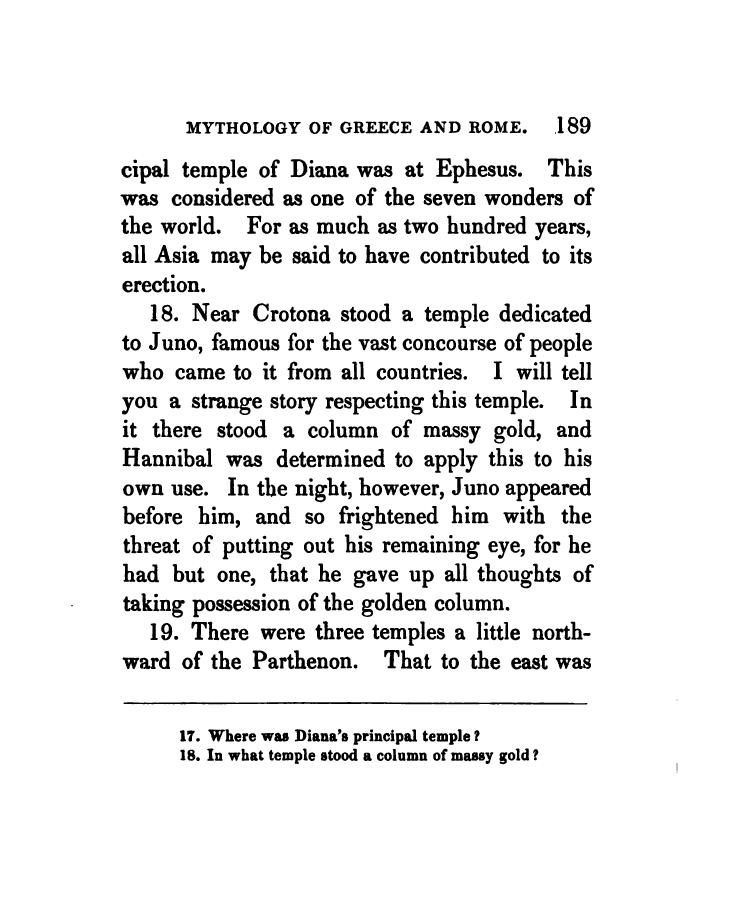 MYTHOLOGY OF GREECE AND ROME. 189
cipal temple of Diana was at Ephesus. This
was considered as one of the seven wonders of
the world. For as much as two hundred years,
all Asia may be said to have contributed to its
erection.
18. Near Crotona stood a temple dedicated
to Juno, famous for the vast concourse of people
who came to it from all countries. I will tell
you a strange story respecting this temple. In
it there stood a column of massy gold, and
Hannibal was determined to apply this to his
own use. In the night, however, Juno appeared
before him, and so frightened him with the
threat of putting out his remaining eye, for he
had but one, that he gave up all thoughts of
taking possession of the golden column.
19. There were three temples a little north-
ward of the Parthenon. That to the east was
17. Where was Diana's principal temple?
18. In what temple stood a column of massy gold?